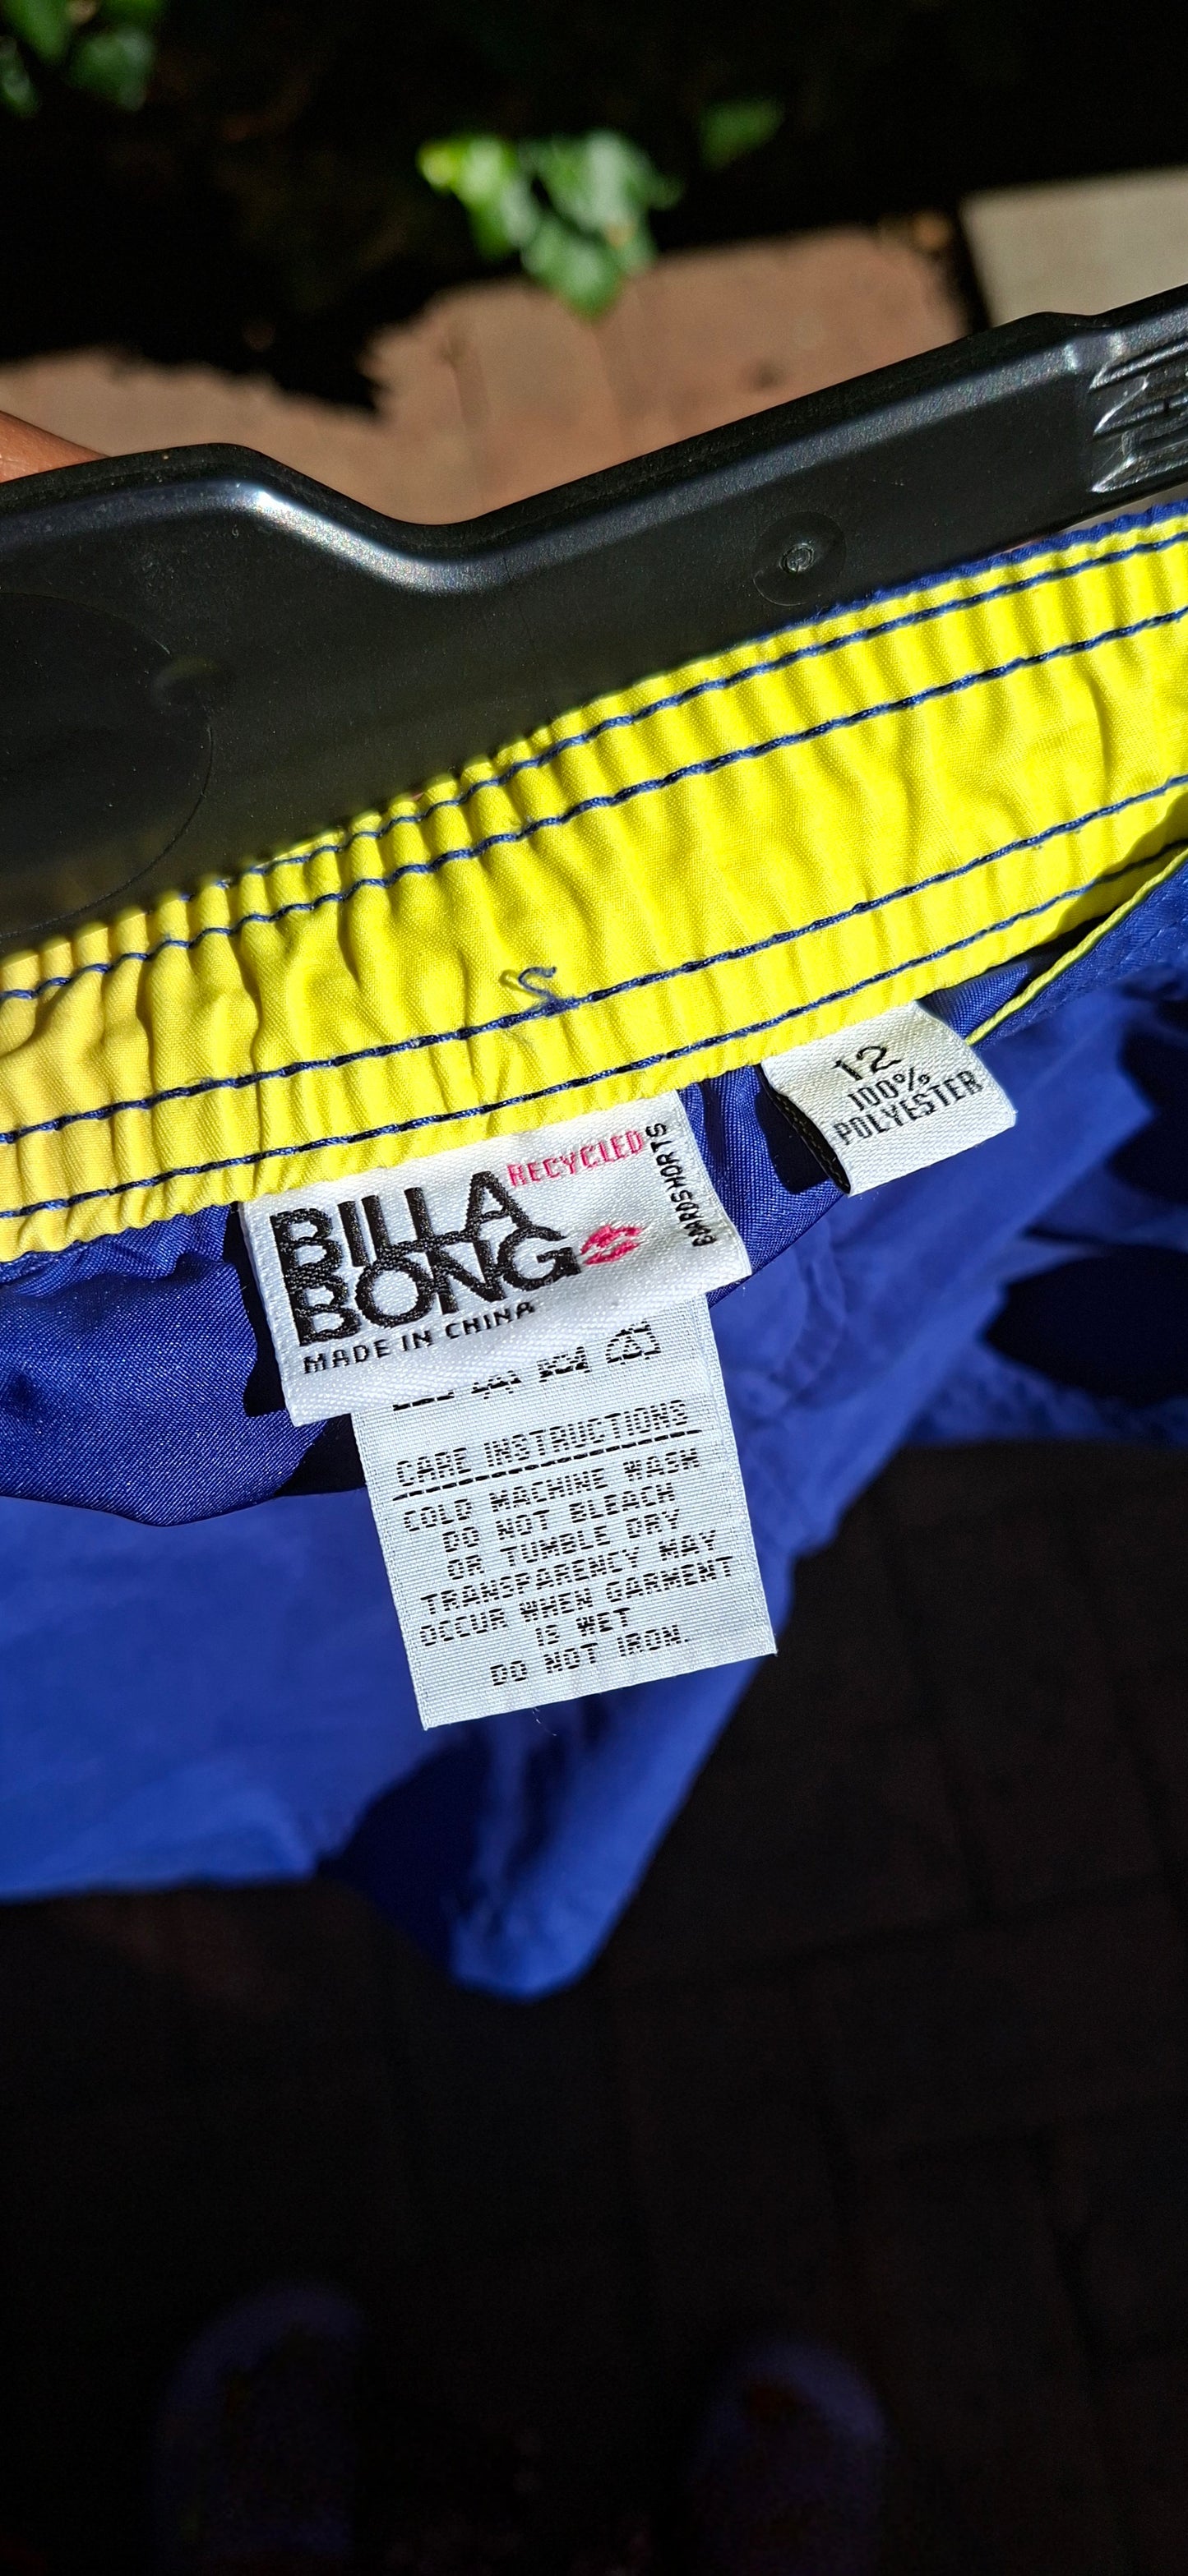 12
100%
POLYESTER
RECYCLED
BILLA
BONG
BOARDSHORTS
MADE IN CHINA
CARE INSTRUCTIONS
COLD MACHINE WASH
DO NOT BLEACH
OR TUMBLE DRY
TRANSPARENCY MAY
OCCUR WHEN GARMENT
IS WET
DO NOT IRON.